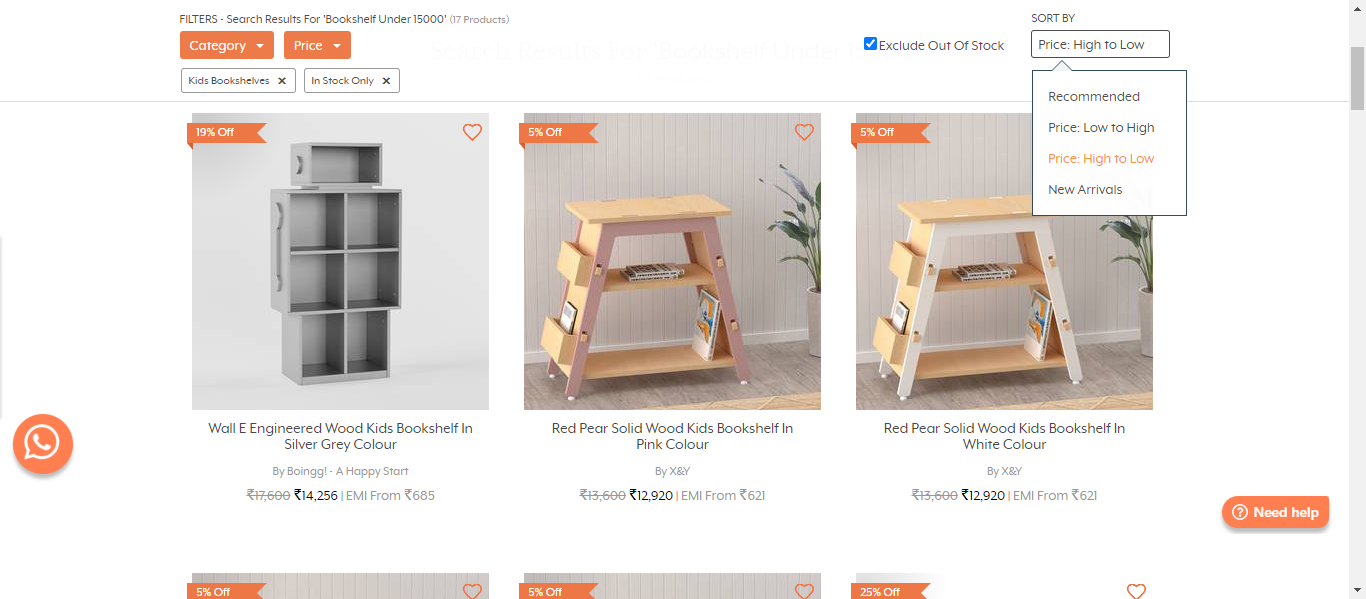 FILTERS - Search Results For 'Bookshelf Under 15000' (17 Products)
SORT BY
Category
Price
Search Results For 'Bookshelf Under
Exclude Out Of Stock
Price: High to Low
Kids Bookshelves ✕
In Stock Only ✕
Recommended
Price: Low to High
Price: High to Low
New Arrivals
19% Off
5% Off
5% Off
Wall E Engineered Wood Kids Bookshelf In
Silver Grey Colour
By Boingg! - A Happy Start
₹17,600 ₹14,256 | EMI From ₹685
Red Pear Solid Wood Kids Bookshelf In
Pink Colour
By X&Y
₹13,600 ₹12,920 | EMI From ₹621
Red Pear Solid Wood Kids Bookshelf In
White Colour
By X&Y
₹13,600 ₹12,920 | EMI From ₹621
Need help
5% Off
5% Off
25% Off